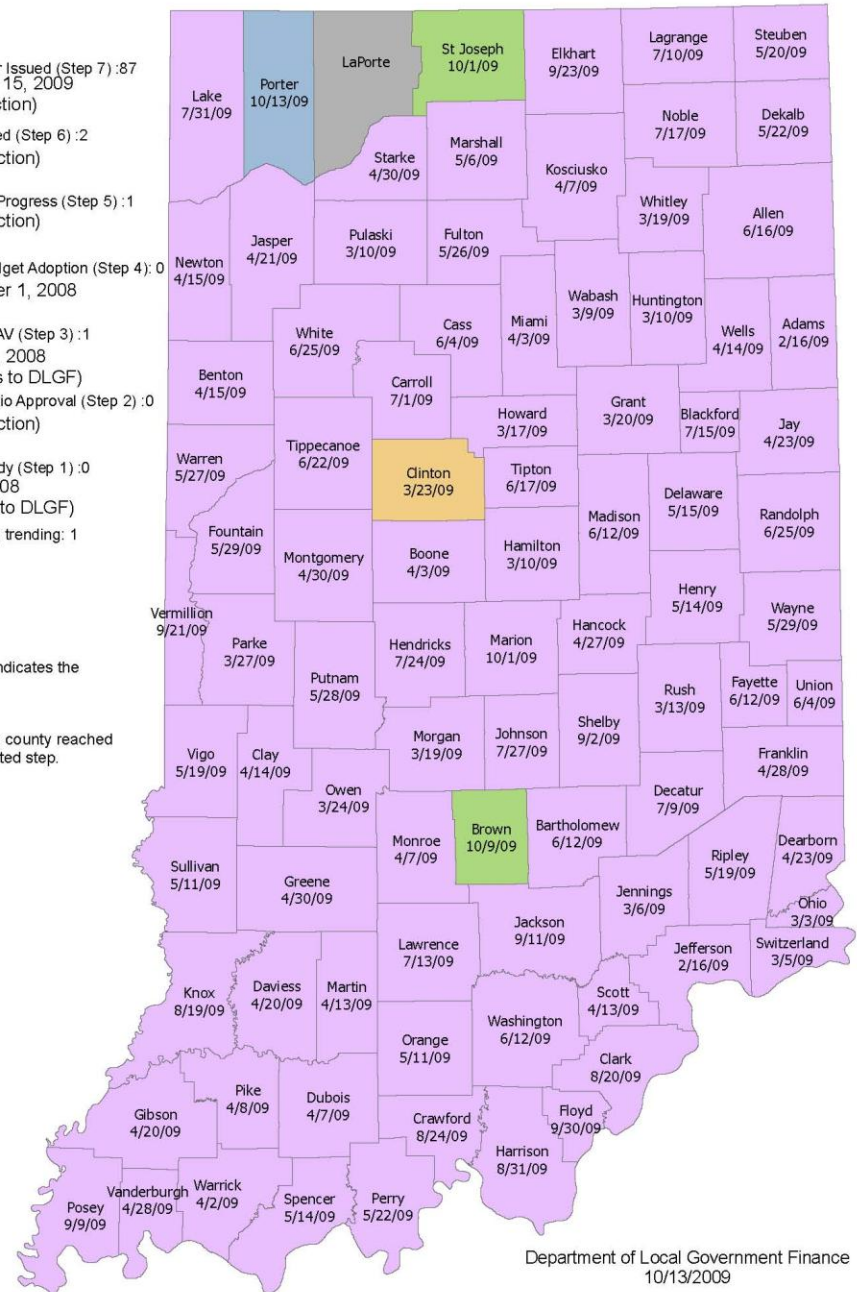 r Issued (Step 7) :87
15, 2009
ction)
ed (Step 6) :2
ction)
Progress (Step 5) :1
ction)
lget Adoption (Step 4): 0
er 1, 2008
AV (Step 3) :1
2008
s to DLGF)
io Approval (Step 2) :0
ction)
dy (Step 1) :0
08
to DLGF)
trending: 1
ndicates the
county reached
ted step.
Lake
7/31/09
Porter
10/13/09
LaPorte
St Joseph
10/1/09
Elkhart
9/23/09
Lagrange
7/10/09
Steuben
5/20/09
Noble
7/17/09
Dekalb
5/22/09
Starke
4/30/09
Marshall
5/6/09
Kosciusko
4/7/09
Whitley
3/19/09
Allen
6/16/09
Newton
4/15/09
Jasper
4/21/09
Pulaski
3/10/09
Fulton
5/26/09
White
6/25/09
Cass
6/4/09
Miami
4/3/09
Wabash
3/9/09
Huntington
3/10/09
Wells
4/14/09
Adams
2/16/09
Benton
4/15/09
Carroll
7/1/09
Howard
3/17/09
Grant
3/20/09
Blackford
7/15/09
Jay
4/23/09
Warren
5/27/09
Tippecanoe
6/22/09
Clinton
3/23/09
Tipton
6/17/09
Madison
6/12/09
Delaware
5/15/09
Randolph
6/25/09
Fountain
5/29/09
Montgomery
4/30/09
Boone
4/3/09
Hamilton
3/10/09
Henry
5/14/09
Wayne
5/29/09
Vermillion
9/21/09
Parke
3/27/09
Putnam
5/28/09
Hendricks
7/24/09
Marion
10/1/09
Hancock
4/27/09
Rush
3/13/09
Fayette
6/12/09
Union
6/4/09
Vigo
5/19/09
Clay
4/14/09
Owen
3/24/09
Morgan
3/19/09
Johnson
7/27/09
Shelby
9/2/09
Franklin
4/28/09
Decatur
7/9/09
Sullivan
5/11/09
Greene
4/30/09
Monroe
4/7/09
Brown
10/9/09
Bartholomew
6/12/09
Jennings
3/6/09
Ripley
5/19/09
Dearborn
4/23/09
Ohio
3/3/09
Lawrence
7/13/09
Jackson
9/11/09
Jefferson
2/16/09
Switzerland
3/5/09
Knox
8/19/09
Daviess
4/20/09
Martin
4/13/09
Orange
5/11/09
Washington
6/12/09
Scott
4/13/09
Clark
8/20/09
Gibson
4/20/09
Pike
4/8/09
Dubois
4/7/09
Crawford
8/24/09
Floyd
9/30/09
Harrison
8/31/09
Posey
9/9/09
Vanderburgh
4/28/09
Warrick
4/2/09
Spencer
5/14/09
Perry
5/22/09
Department of Local Government Finance
10/13/2009